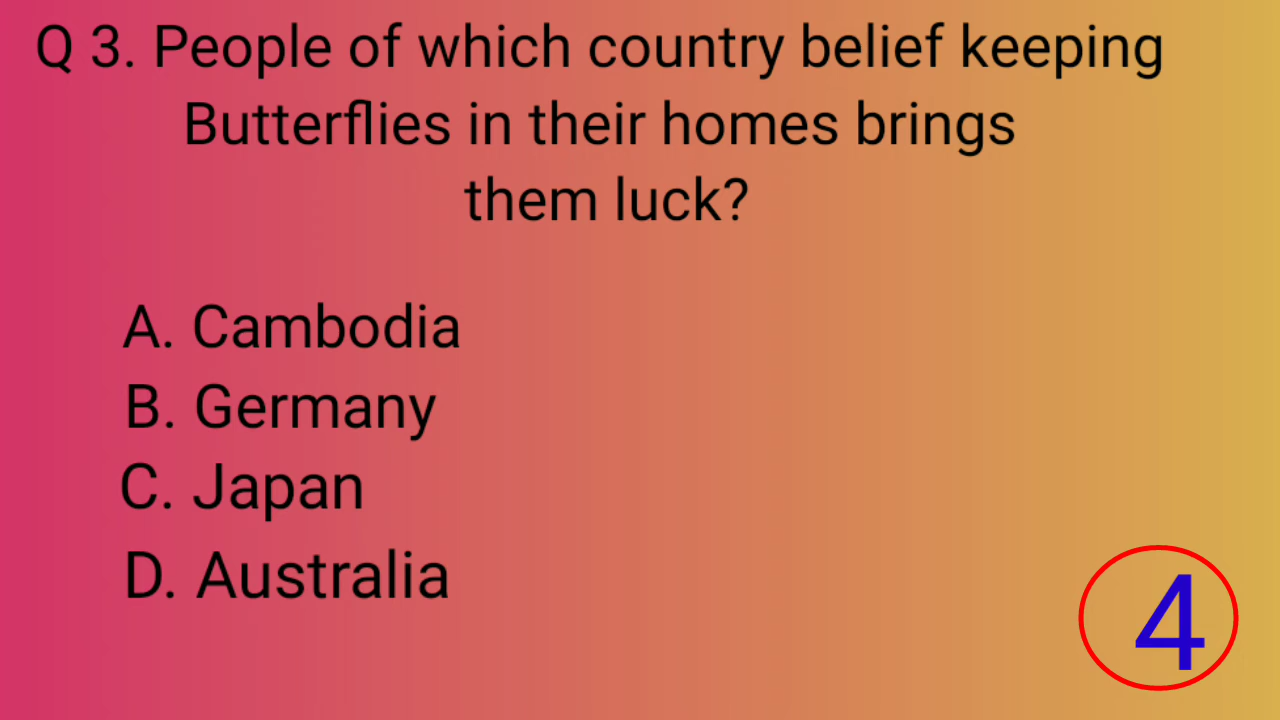 Q 3. People of which country belief keeping
Butterflies in their homes brings
them luck?
A. Cambodia
B. Germany
C. Japan
D. Australia
4